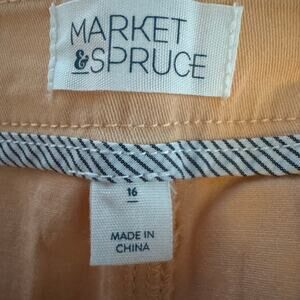 MARKET
&SPRUCE
16
MADE IN
CHINA